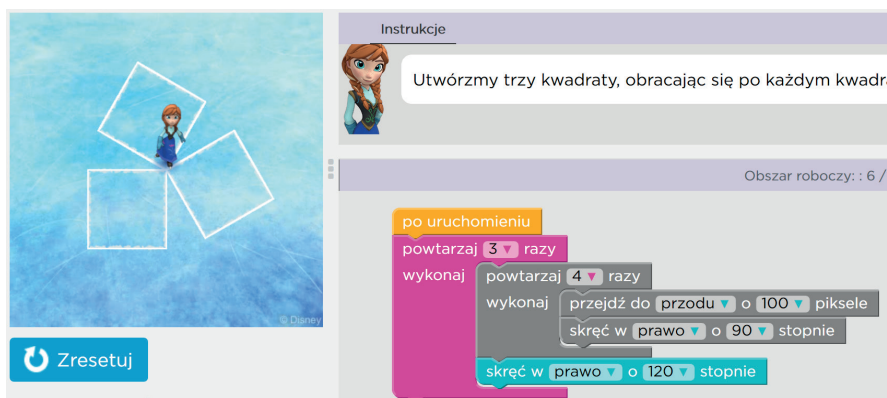 Instrukcje
Utwórzmy trzy kwadraty, obracając się po każdym
Obszar roboczy: : 6 /
© Disney
Zresetuj
po uruchomieniu
powtarzaj 3 razy
wykonaj powtarzaj 4 razy
wykonaj przejdź do przodu o 100 piksele
skręć w prawo o 90 stopnie
skręć w prawo o 120 stopnie